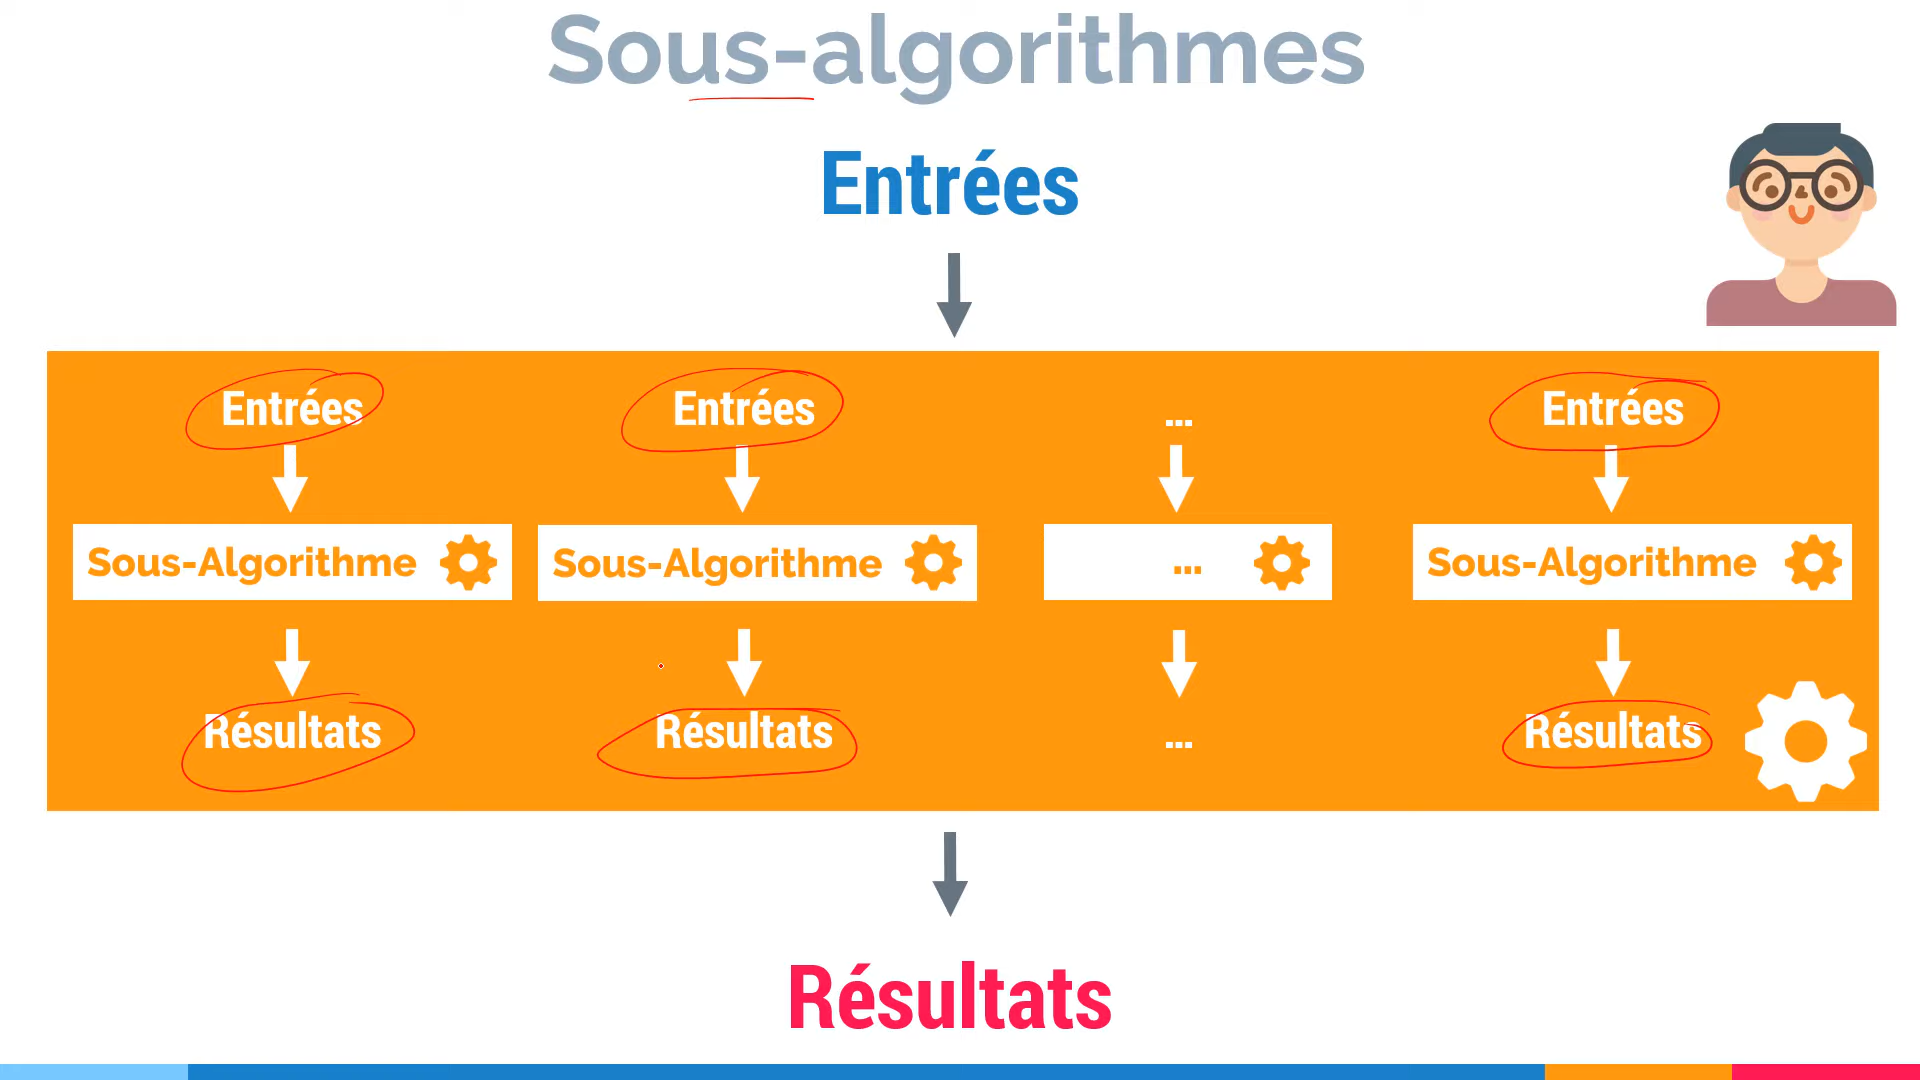 Sous-algorithmes
Entrées
Entrées Entrées ... Entrées
Sous-Algorithme Sous-Algorithme ... Sous-Algorithme
Résultats Résultats ... Résultats
Résultats